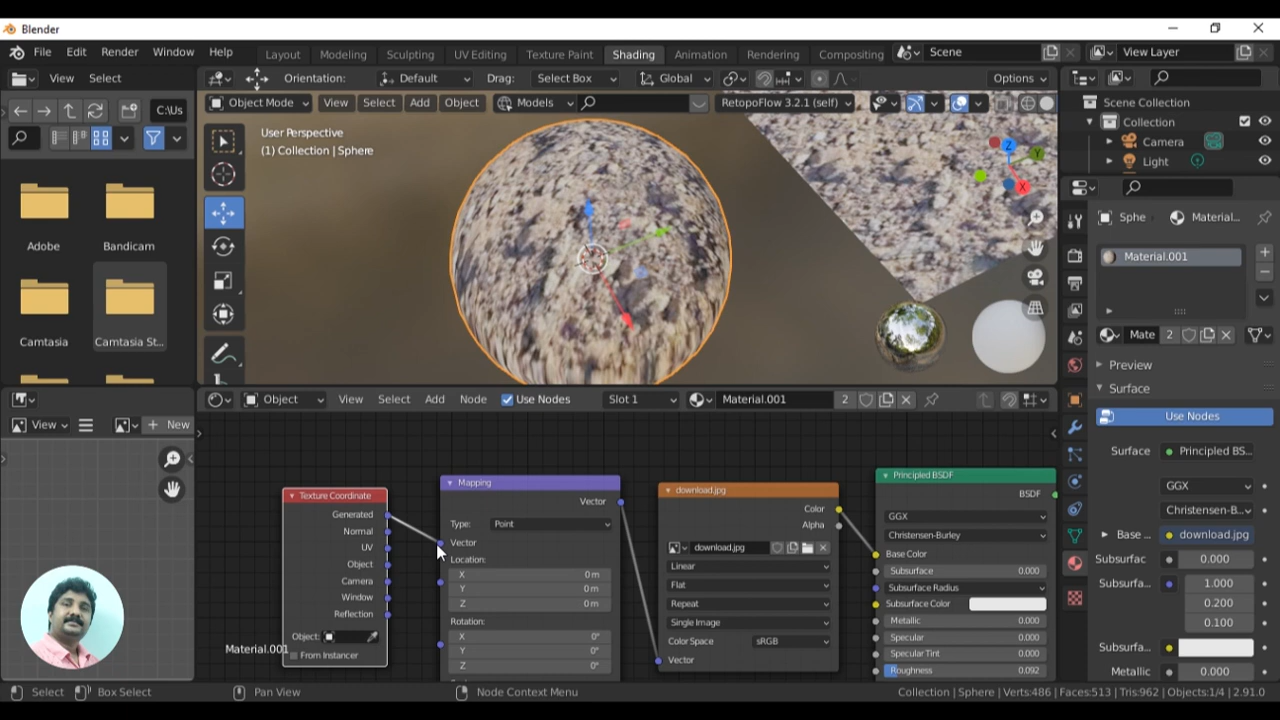 Blender
File Edit Render Window Help
Layout Modeling Sculpting UV Editing Texture Paint Shading Animation Rendering Compositing
Scene
View Layer
View Select
Orientation: Default Drag: Select Box Global Options
C:\Us
Object Mode View Select Add Object Models RetopoFlow 3.2.1 (self)
User Perspective
(1) Collection | Sphere
Z
Y
X
Scene Collection
Collection
Camera
Light
Adobe
Bandicam
Camtasia
Camtasia St...
Sphe Material...
Material.001
Mate 2
Preview
Surface
Use Nodes
Surface Principled BS...
GGX
Christensen-B...
Base ... download.jpg
Subsurfac 0.000
Subsurfa... 1.000
0.200
0.100
Subsurfa...
Metallic 0.000
View New
Object View Select Add Node Use Nodes Slot 1 Material.001 2
Texture Coordinate
Generated
Normal
UV
Object
Camera
Window
Reflection
Object:
From Instancer
Material.001
Mapping
Vector
Type: Point
Vector
Location:
X 0 m
Y 0 m
Z 0 m
Rotation:
X 0°
Y 0°
Z 0°
download.jpg
Color
Alpha
download.jpg
Linear
Flat
Repeat
Single Image
Color Space sRGB
Vector
Principled BSDF
BSDF
GGX
Christensen-Burley
Base Color
Subsurface 0.000
Subsurface Radius
Subsurface Color
Metallic 0.000
Specular 0.000
Specular Tint 0.000
Roughness 0.092
Select Box Select Pan View Node Context Menu
Collection | Sphere | Verts:486 | Faces:513 | Tris:962 | Objects:1/4 | 2.91.0